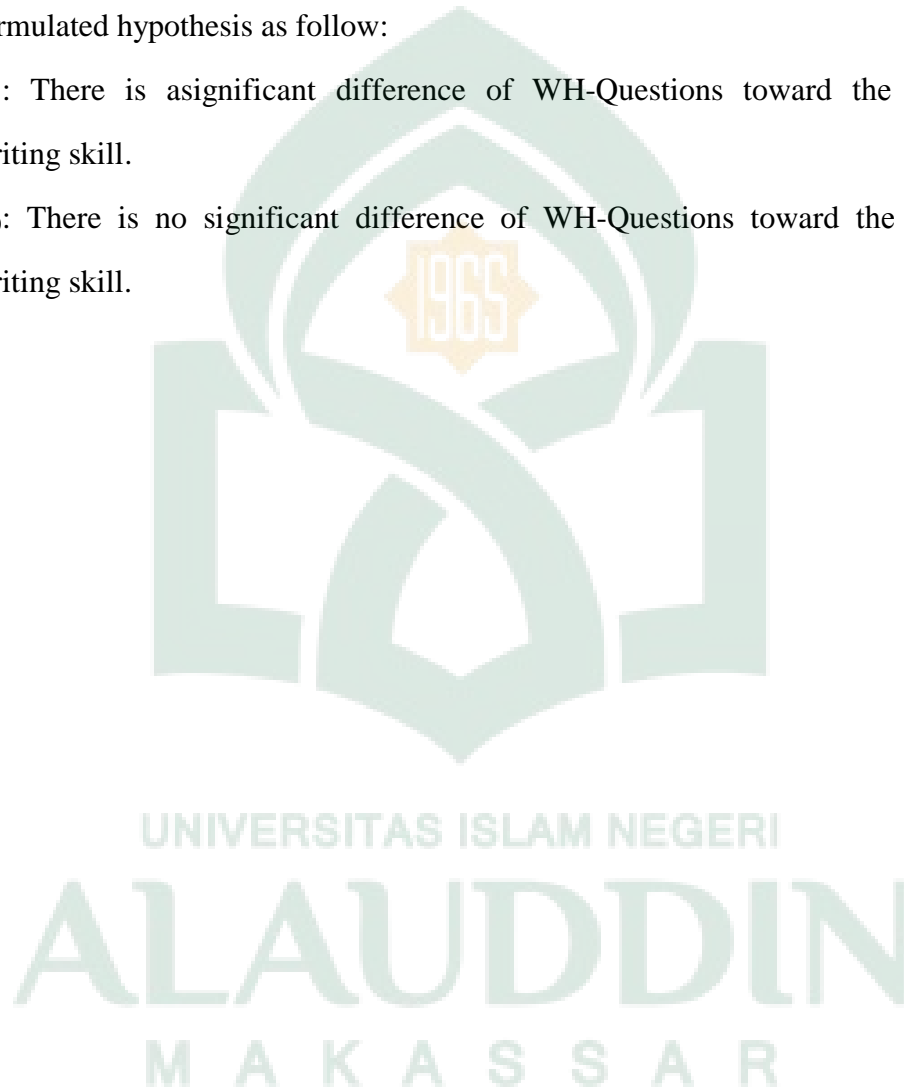 rmulated hypothesis as follow:
: There is asignificant difference of WH-Questions toward the
riting skill.
: There is no significant difference of WH-Questions toward the
riting skill.
1965
UNIVERSITAS ISLAM NEGERI
ALAUDDIN
MAKASSAR